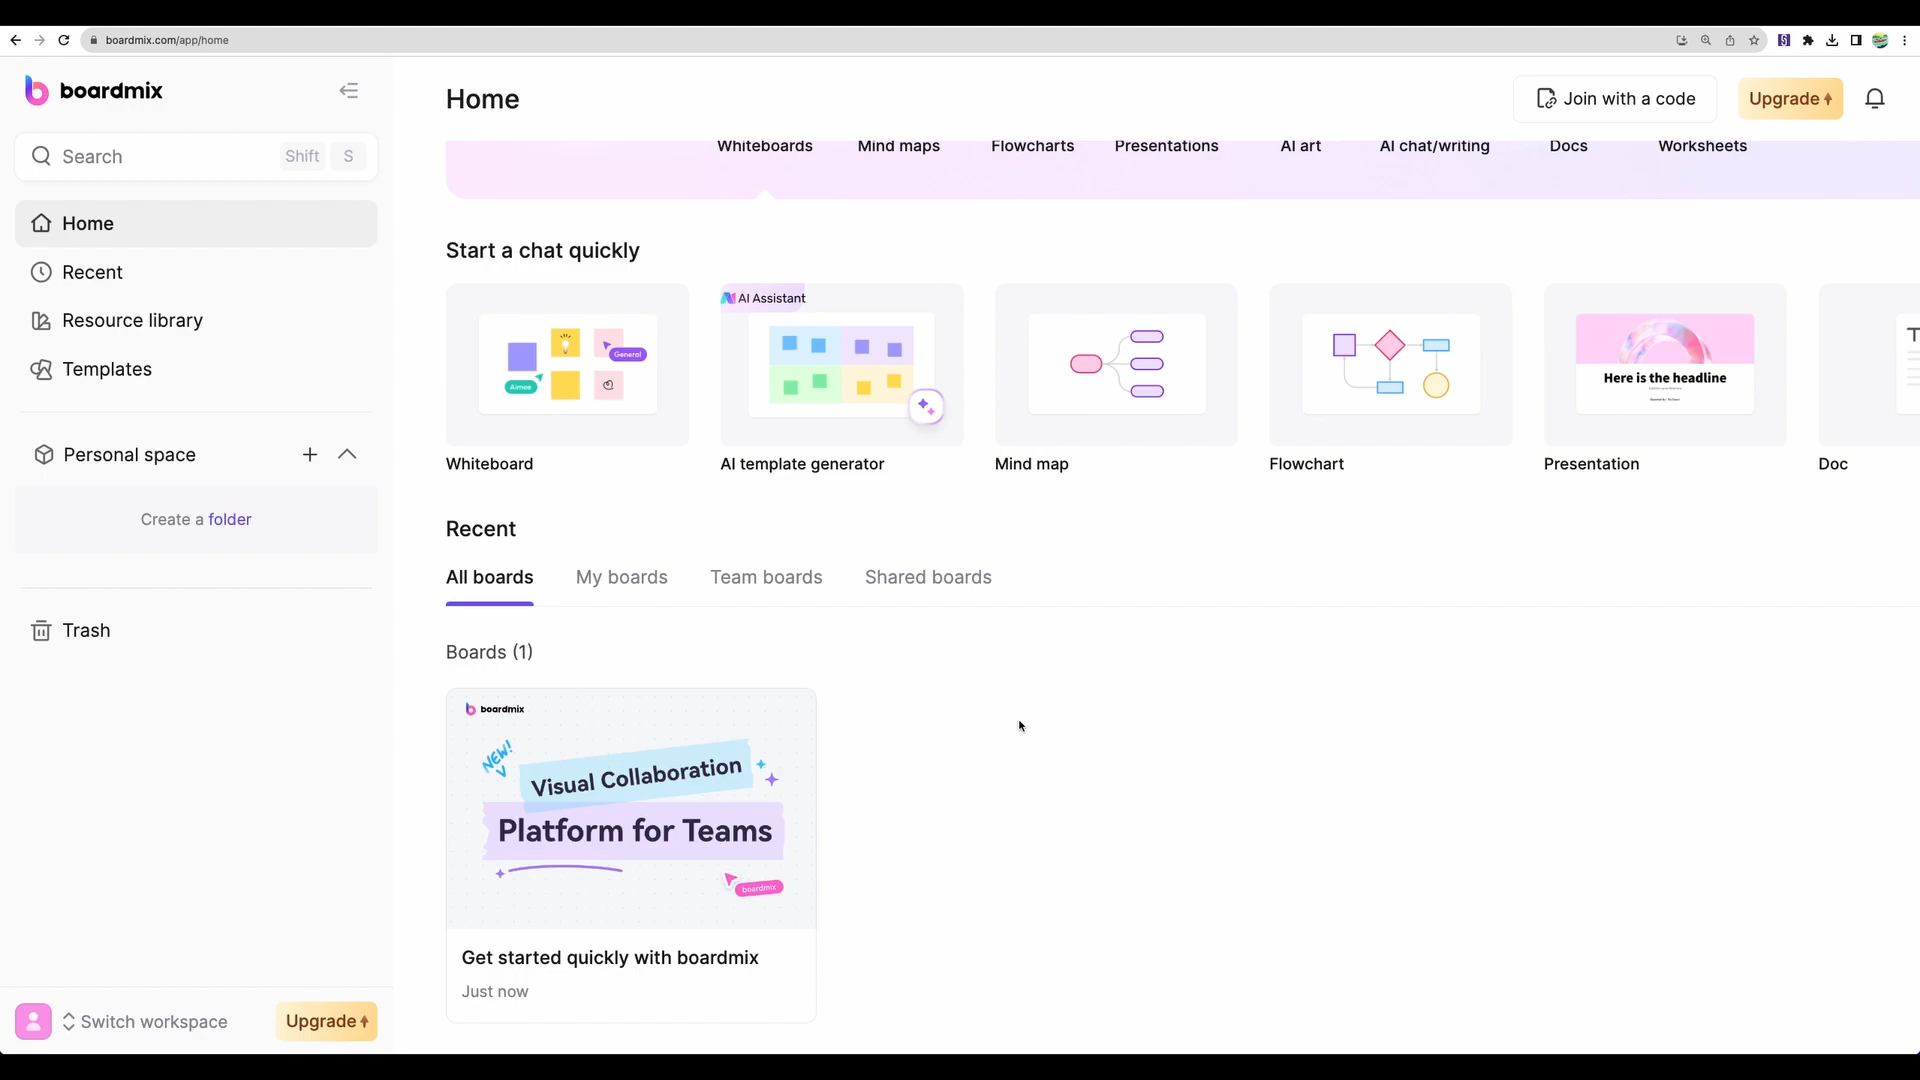 boardmix.com/app/home
boardmix
Home
Join with a code
Upgrade
Search
Shift
S
Whiteboards
Mind maps
Flowcharts
Presentations
AI art
AI chat/writing
Docs
Worksheets
Home
Recent
Resource library
Templates
Personal space
Create a folder
Trash
Start a chat quickly
General
Aimee
Whiteboard
AI Assistant
AI template generator
Mind map
Flowchart
Here is the headline
Presentation
T
Doc
Recent
All boards
My boards
Team boards
Shared boards
Boards (1)
boardmix
NEW!
Visual Collaboration
Platform for Teams
boardmix
Get started quickly with boardmix
Just now
Switch workspace
Upgrade